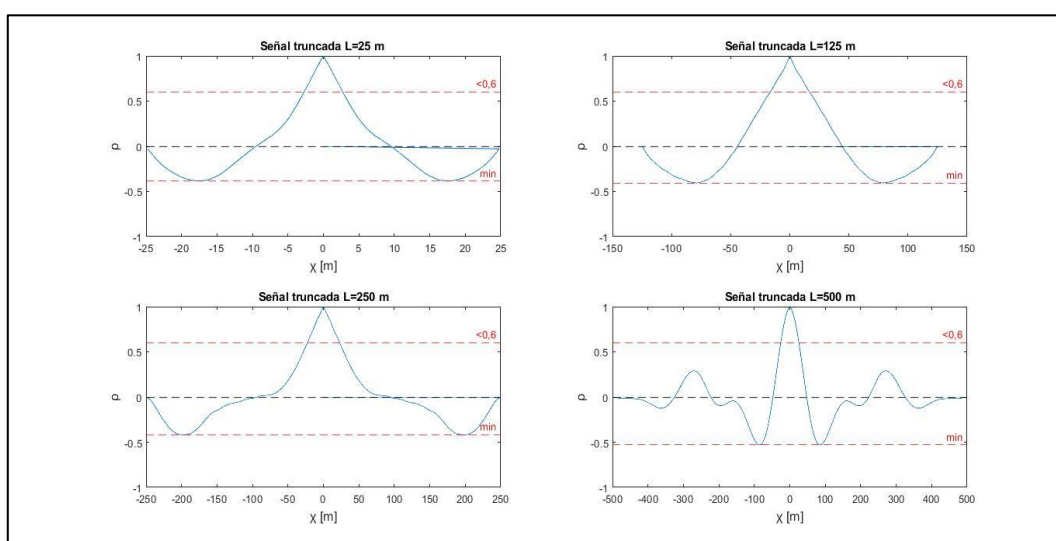 Señal truncada L=25 m
1
0.5
0
-0.5
-1
ρ
<0,6
min
-25 -20 -15 -10 -5 0 5 10 15 20 25
χ [m]
Señal truncada L=125 m
1
0.5
0
-0.5
-1
ρ
<0,6
min
-150 -100 -50 0 50 100 150
χ [m]
Señal truncada L=250 m
1
0.5
0
-0.5
-1
ρ
<0,6
min
-250 -200 -150 -100 -50 0 50 100 150 200 250
χ [m]
Señal truncada L=500 m
1
0.5
0
-0.5
-1
ρ
<0,6
min
-500 -400 -300 -200 -100 0 100 200 300 400 500
χ [m]